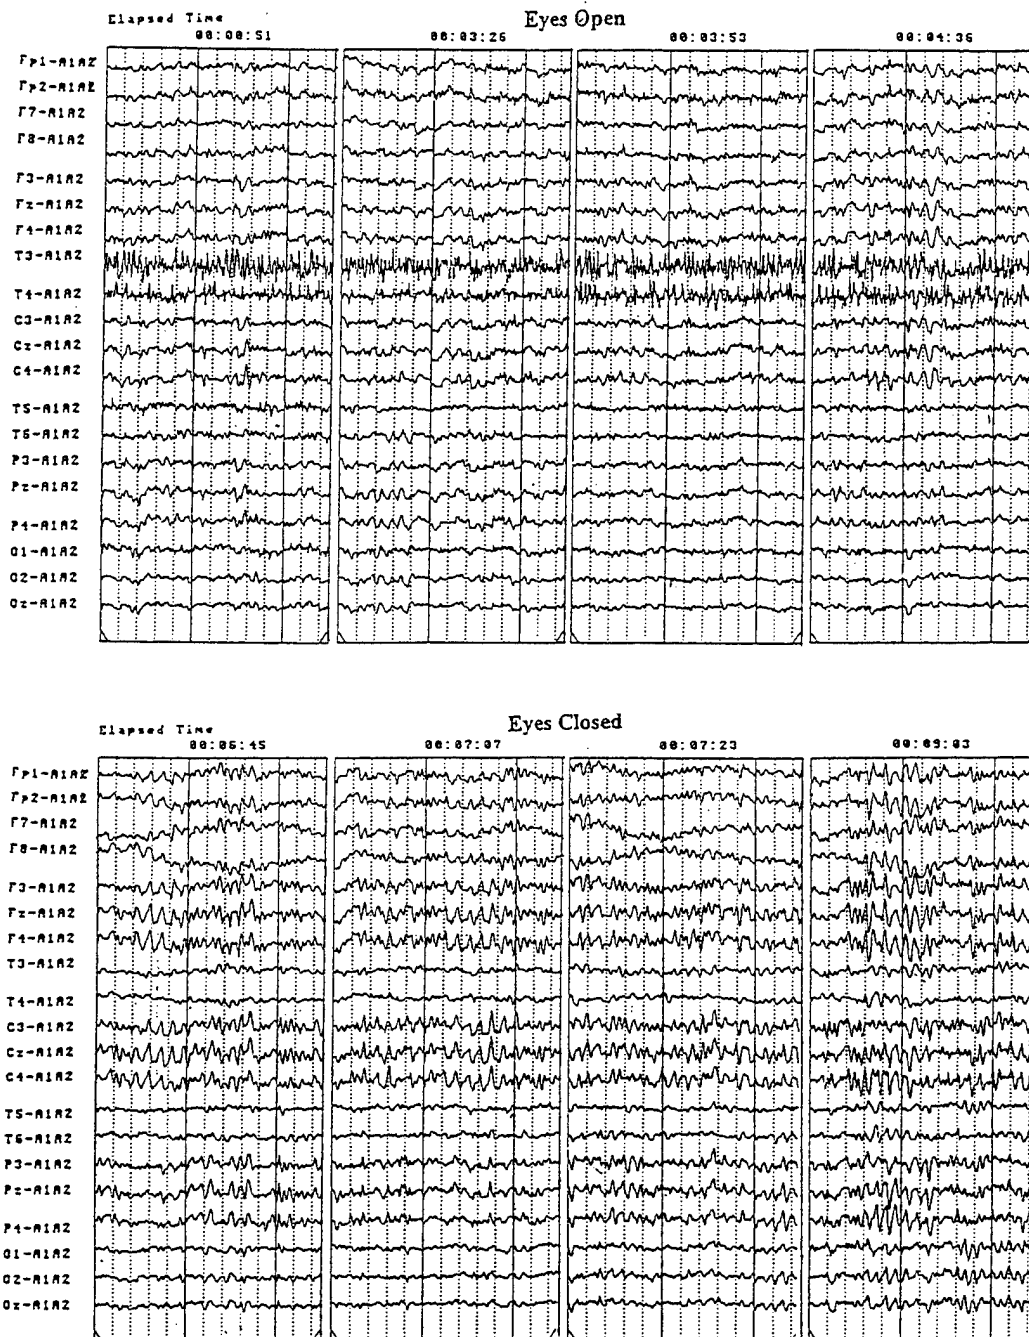 Elapsed Time
Eyes Open
00:00:51
00:03:26
00:03:53
00:04:36
Fp1-A1A2
Fp2-A1A2
F7-A1A2
F8-A1A2
F3-A1A2
Fz-A1A2
F4-A1A2
T3-A1A2
T4-A1A2
C3-A1A2
Cz-A1A2
C4-A1A2
T5-A1A2
T6-A1A2
P3-A1A2
Pz-A1A2
P4-A1A2
O1-A1A2
O2-A1A2
Oz-A1A2
Elapsed Time
Eyes Closed
00:06:45
00:07:07
00:07:23
00:09:03
Fp1-A1A2
Fp2-A1A2
F7-A1A2
F8-A1A2
F3-A1A2
Fz-A1A2
F4-A1A2
T3-A1A2
T4-A1A2
C3-A1A2
Cz-A1A2
C4-A1A2
T5-A1A2
T6-A1A2
P3-A1A2
Pz-A1A2
P4-A1A2
O1-A1A2
O2-A1A2
Oz-A1A2